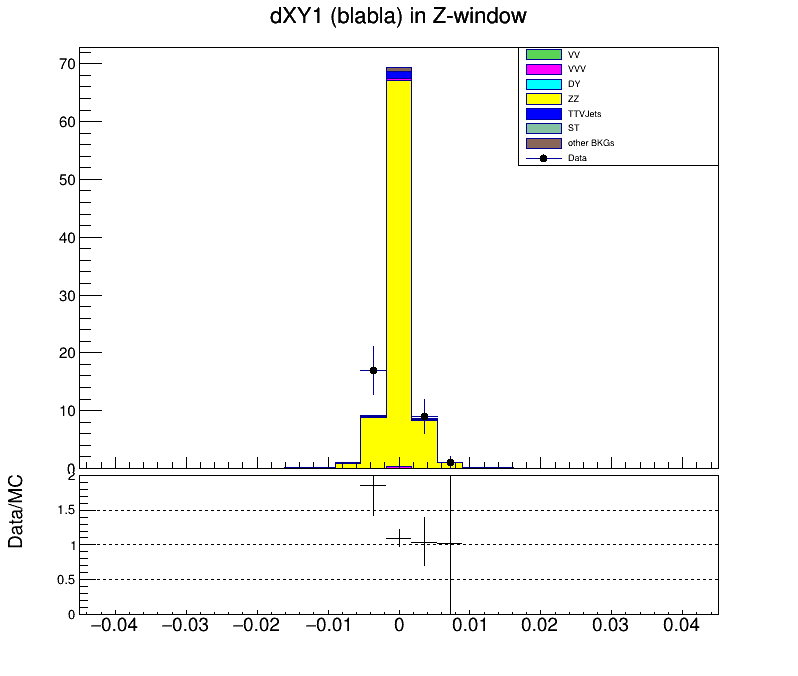 dXY1 (blabla) in Z-window
VV
VVV
DY
ZZ
TTVJets
ST
other BKGs
Data
70
60
50
40
30
20
10
0
Data/MC
2
1.5
1
0.5
0
−0.04 −0.03 −0.02 −0.01 0 0.01 0.02 0.03 0.04